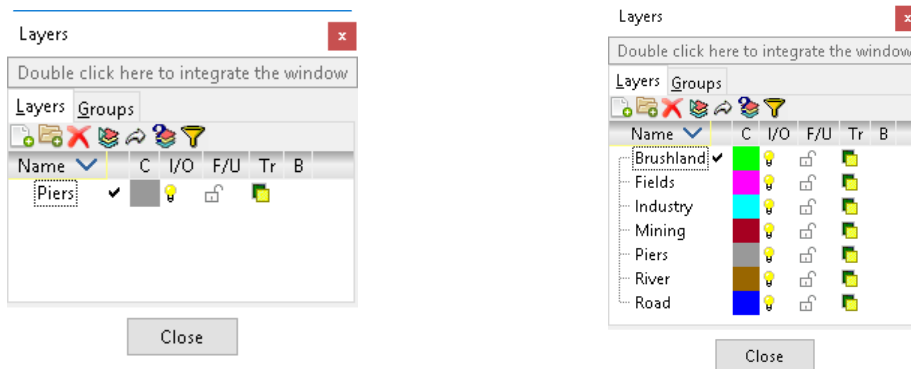 Layers
x
Double click here to integrate the window
Layers Groups
Name C I/O F/U Tr B
Piers
Close
Layers
x
Double click here to integrate the window
Layers Groups
Name C I/O F/U Tr B
Brushland
Fields
Industry
Mining
Piers
River
Road
Close